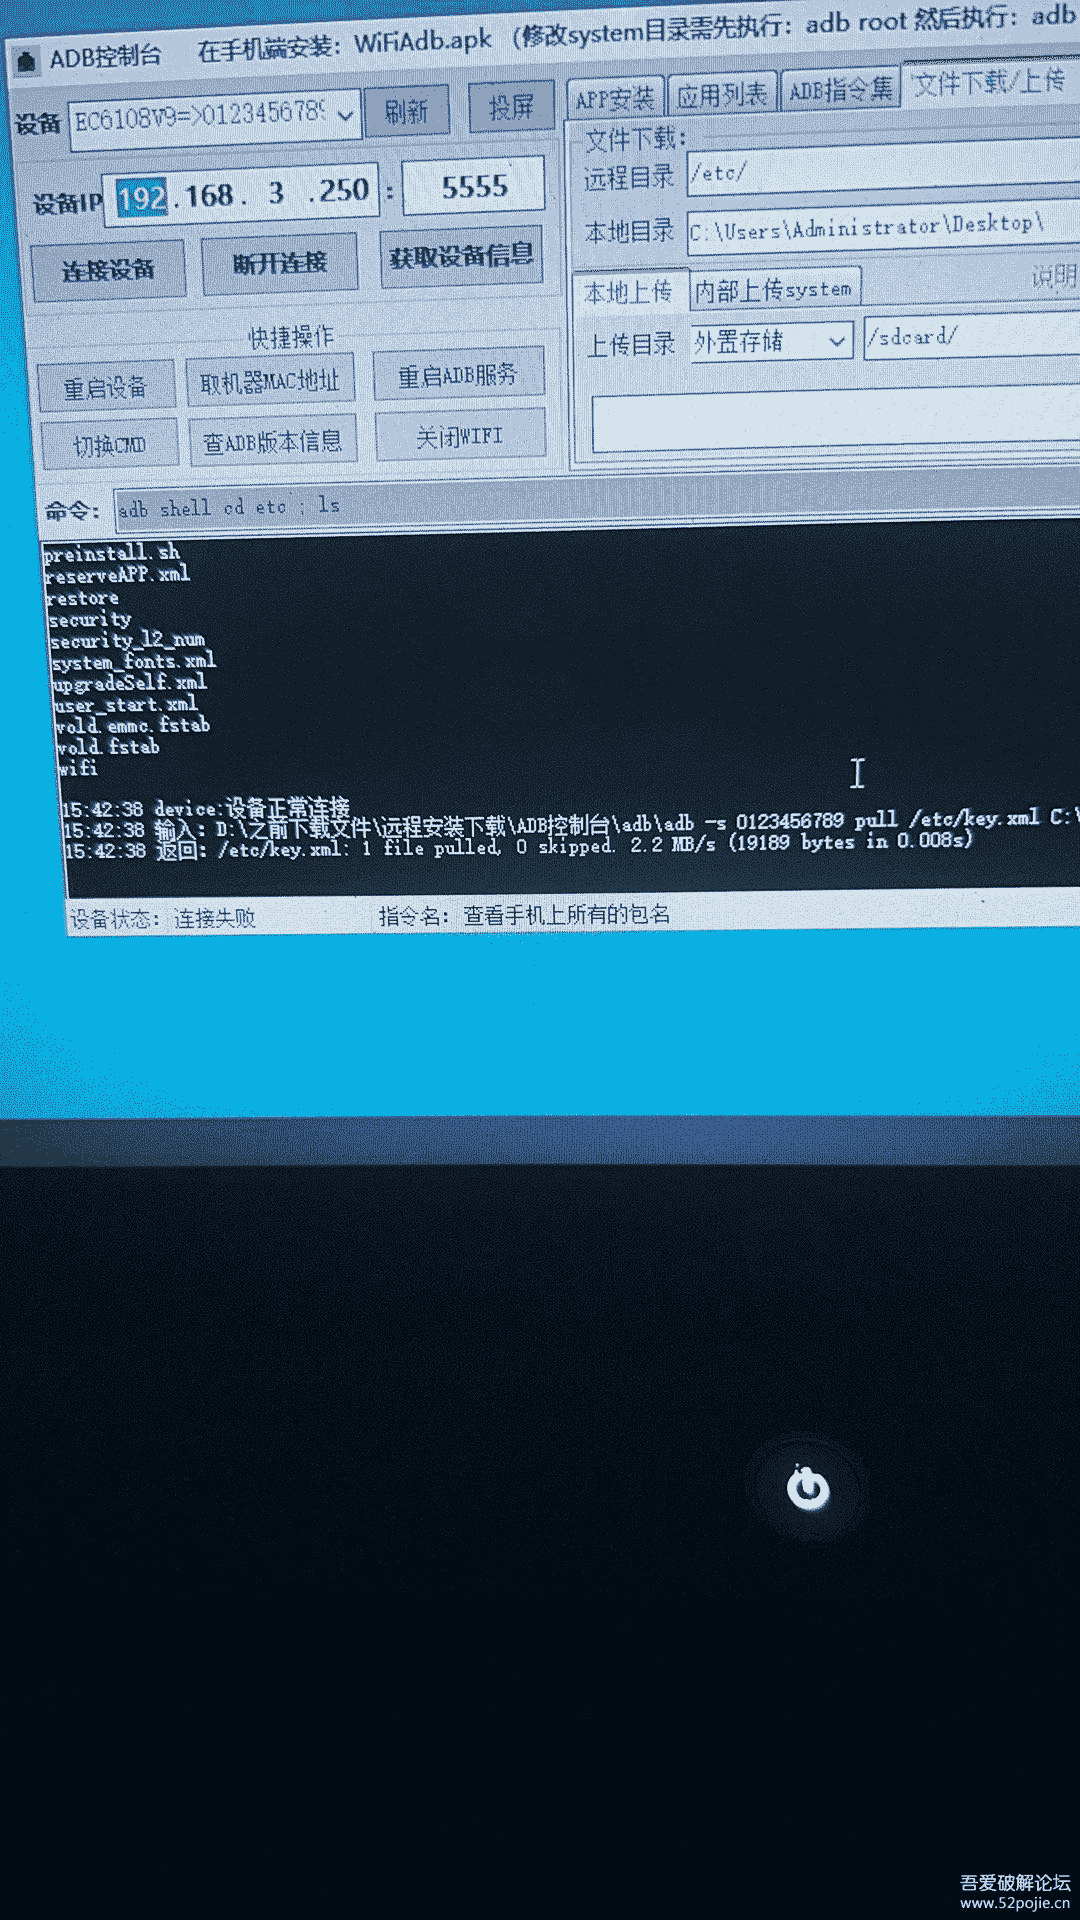 ADB控制台 在手机端安装：WiFiAdb.apk （修改system目录需先执行：adb root 然后执行：adb
设备 EC6108V9=>0123456789 刷新 投屏
APP安装 应用列表 ADB指令集 文件下载/上传
文件下载：
远程目录 /etc/
设备IP 192.168.3.250 : 5555
本地目录 C:\Users\Administrator\Desktop\
连接设备 断开连接 获取设备信息
本地上传 内部上传system 说明
快捷操作
上传目录 外置存储 /sdcard/
重启设备 取机器MAC地址 重启ADB服务
切换CMD 查ADB版本信息 关闭WIFI
命令： adb shell cd etc ; ls
preinstall.sh
reserveAPP.xml
restore
security
security_l2_num
system_fonts.xml
upgradeSelf.xml
user_start.xml
vold.emmc.fstab
vold.fstab
wifi
15:42:38 device:设备正常连接
15:42:38 输入：D:\之前下载文件\远程安装下载\ADB控制台\adb\adb -s 0123456789 pull /etc/key.xml C:\
15:42:38 返回：/etc/key.xml: 1 file pulled, 0 skipped. 2.2 MB/s (19189 bytes in 0.008s)
设备状态：连接失败 指令名：查看手机上所有的包名
吾爱破解论坛
www.52pojie.cn